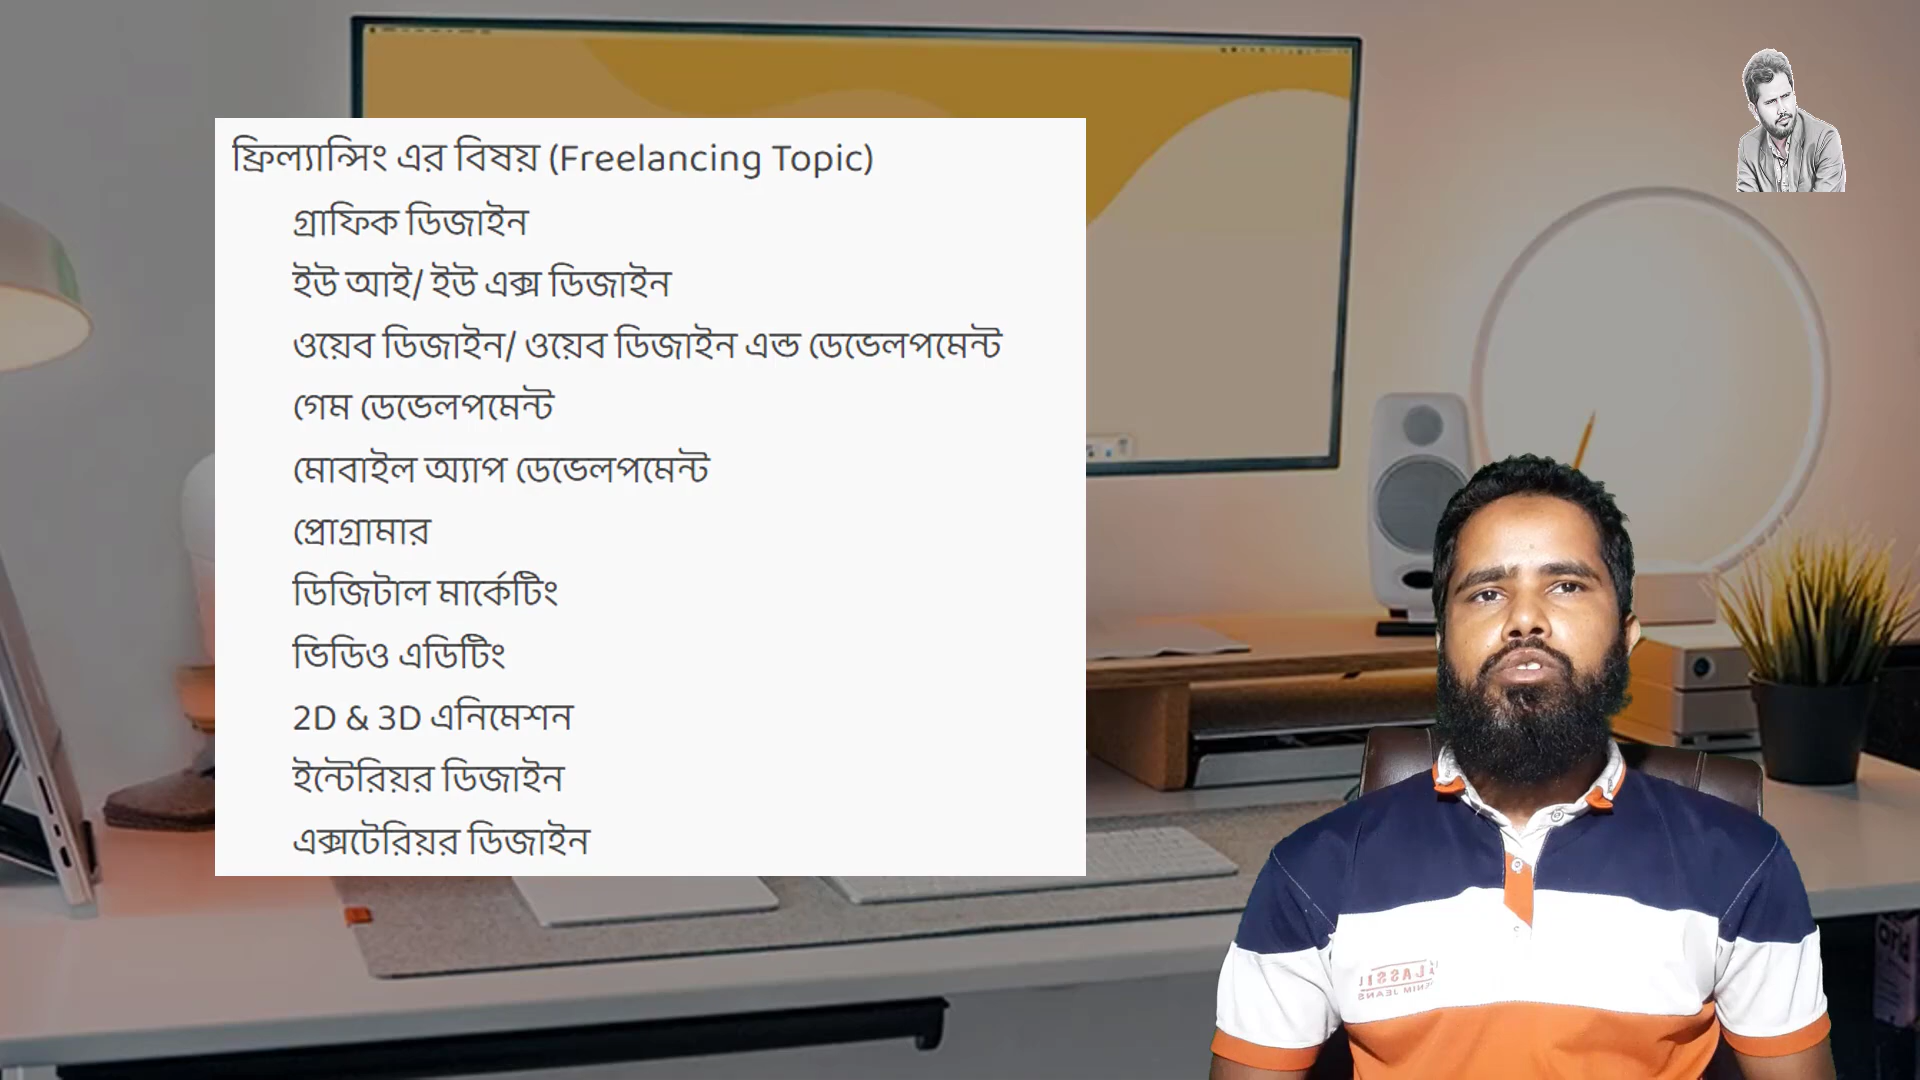 ফ্রিল্যান্সিং এর বিষয় (Freelancing Topic)
গ্রাফিক ডিজাইন
ইউ আই/ ইউ এক্স ডিজাইন
ওয়েব ডিজাইন/ ওয়েব ডিজাইন এন্ড ডেভেলপমেন্ট
গেম ডেভেলপমেন্ট
মোবাইল অ্যাপ ডেভেলপমেন্ট
প্রোগ্রামার
ডিজিটাল মার্কেটিং
ভিডিও এডিটিং
2D & 3D এনিমেশন
ইন্টেরিয়র ডিজাইন
এক্সটেরিয়র ডিজাইন